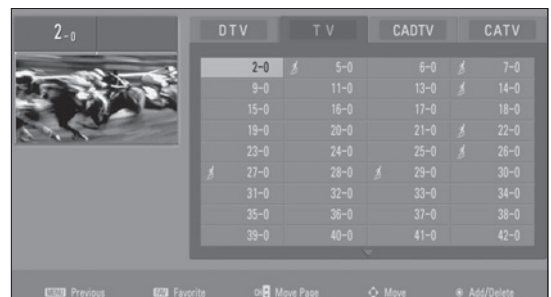 2-0
DTV TV CADTV CATV
2-0 5-0 6-0 7-0
9-0 11-0 13-0 14-0
15-0 16-0 17-0 18-0
19-0 20-0 21-0 22-0
23-0 24-0 25-0 26-0
27-0 28-0 29-0 30-0
31-0 32-0 33-0 34-0
35-0 36-0 37-0 38-0
39-0 40-0 41-0 42-0
MENU Previous FAV Favorite CH Move Page Move Add/Delete